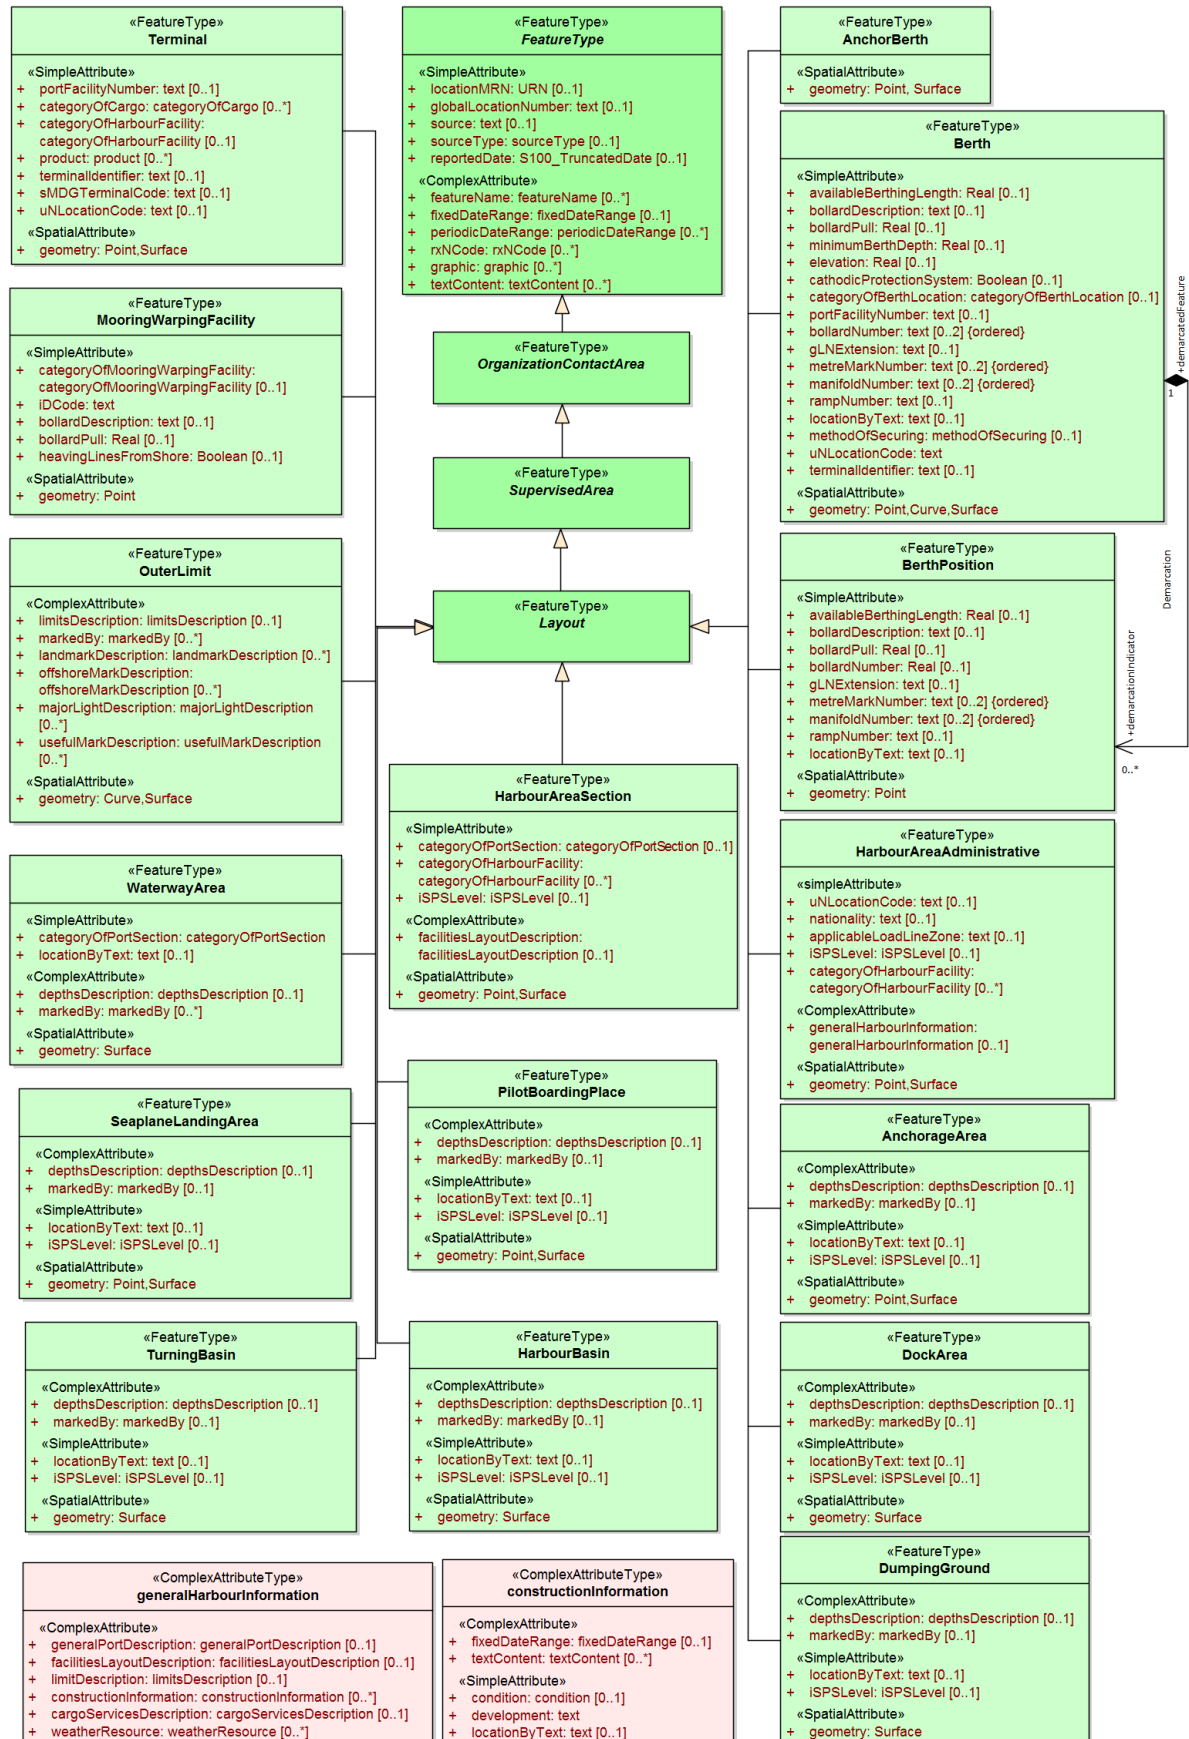 «FeatureType»
Terminal
«SimpleAttribute»
+ portFacilityNumber: text [0..1]
+ categoryOfCargo: categoryOfCargo [0..*]
+ categoryOfHarbourFacility:
categoryOfHarbourFacility [0..1]
+ product: product [0..*]
+ terminalIdentifier: text [0..1]
+ sMDGTerminalCode: text [0..1]
+ uNLocationCode: text [0..1]
«SpatialAttribute»
+ geometry: Point,Surface
«FeatureType»
MooringWarpingFacility
«SimpleAttribute»
+ categoryOfMooringWarpingFacility:
categoryOfMooringWarpingFacility [0..1]
+ iDCode: text
+ bollardDescription: text [0..1]
+ bollardPull: Real [0..1]
+ heavingLinesFromShore: Boolean [0..1]
«SpatialAttribute»
+ geometry: Point
«FeatureType»
OuterLimit
«ComplexAttribute»
+ limitsDescription: limitsDescription [0..1]
+ markedBy: markedBy [0..*]
+ landmarkDescription: landmarkDescription [0..*]
+ offshoreMarkDescription:
offshoreMarkDescription [0..*]
+ majorLightDescription: majorLightDescription
[0..*]
+ usefulMarkDescription: usefulMarkDescription
[0..*]
«SpatialAttribute»
+ geometry: Curve,Surface
«FeatureType»
WaterwayArea
«SimpleAttribute»
+ categoryOfPortSection: categoryOfPortSection
+ locationByText: text [0..1]
«ComplexAttribute»
+ depthsDescription: depthsDescription [0..1]
+ markedBy: markedBy [0..*]
«SpatialAttribute»
+ geometry: Surface
«FeatureType»
SeaplaneLandingArea
«ComplexAttribute»
+ depthsDescription: depthsDescription [0..1]
+ markedBy: markedBy [0..1]
«SimpleAttribute»
+ locationByText: text [0..1]
+ iSPSLevel: iSPSLevel [0..1]
«SpatialAttribute»
+ geometry: Point,Surface
«FeatureType»
TurningBasin
«ComplexAttribute»
+ depthsDescription: depthsDescription [0..1]
+ markedBy: markedBy [0..1]
«SimpleAttribute»
+ locationByText: text [0..1]
+ iSPSLevel: iSPSLevel [0..1]
«SpatialAttribute»
+ geometry: Surface
«ComplexAttributeType»
generalHarbourInformation
«ComplexAttribute»
+ generalPortDescription: generalPortDescription [0..1]
+ facilitiesLayoutDescription: facilitiesLayoutDescription [0..1]
+ limitDescription: limitsDescription [0..1]
+ constructionInformation: constructionInformation [0..*]
+ cargoServicesDescription: cargoServicesDescription [0..1]
+ weatherResource: weatherResource [0..*]
«FeatureType»
FeatureType
«SimpleAttribute»
+ locationMRN: URN [0..1]
+ globalLocationNumber: text [0..1]
+ source: text [0..1]
+ sourceType: sourceType [0..1]
+ reportedDate: S100_TruncatedDate [0..1]
«ComplexAttribute»
+ featureName: featureName [0..*]
+ fixedDateRange: fixedDateRange [0..1]
+ periodicDateRange: periodicDateRange [0..*]
+ rxNCode: rxNCode [0..*]
+ graphic: graphic [0..*]
+ textContent: textContent [0..*]
«FeatureType»
OrganizationContactArea
«FeatureType»
SupervisedArea
«FeatureType»
Layout
«FeatureType»
HarbourAreaSection
«SimpleAttribute»
+ categoryOfPortSection: categoryOfPortSection [0..1]
+ categoryOfHarbourFacility:
categoryOfHarbourFacility [0..*]
+ iSPSLevel: iSPSLevel [0..1]
«ComplexAttribute»
+ facilitiesLayoutDescription:
facilitiesLayoutDescription [0..1]
«SpatialAttribute»
+ geometry: Point,Surface
«FeatureType»
PilotBoardingPlace
«ComplexAttribute»
+ depthsDescription: depthsDescription [0..1]
+ markedBy: markedBy [0..1]
«SimpleAttribute»
+ locationByText: text [0..1]
+ iSPSLevel: iSPSLevel [0..1]
«SpatialAttribute»
+ geometry: Point,Surface
«FeatureType»
HarbourBasin
«ComplexAttribute»
+ depthsDescription: depthsDescription [0..1]
+ markedBy: markedBy [0..1]
«SimpleAttribute»
+ locationByText: text [0..1]
+ iSPSLevel: iSPSLevel [0..1]
«SpatialAttribute»
+ geometry: Surface
«ComplexAttributeType»
constructionInformation
«ComplexAttribute»
+ fixedDateRange: fixedDateRange [0..1]
+ textContent: textContent [0..*]
«SimpleAttribute»
+ condition: condition [0..1]
+ development: text
+ locationByText: text [0..1]
«FeatureType»
AnchorBerth
«SpatialAttribute»
+ geometry: Point, Surface
«FeatureType»
Berth
«SimpleAttribute»
+ availableBerthingLength: Real [0..1]
+ bollardDescription: text [0..1]
+ bollardPull: Real [0..1]
+ minimumBerthDepth: Real [0..1]
+ elevation: Real [0..1]
+ cathodicProtectionSystem: Boolean [0..1]
+ categoryOfBerthLocation: categoryOfBerthLocation [0..1]
+ portFacilityNumber: text [0..1]
+ bollardNumber: text [0..2] {ordered}
+ gLNExtension: text [0..1]
+ metreMarkNumber: text [0..2] {ordered}
+ manifoldNumber: text [0..2] {ordered}
+ rampNumber: text [0..1]
+ locationByText: text [0..1]
+ methodOfSecuring: methodOfSecuring [0..1]
+ uNLocationCode: text
+ terminalIdentifier: text [0..1]
«SpatialAttribute»
+ geometry: Point,Curve,Surface
+demarcatedFeature
1
Demarcation
+demarcationIndicator
0..*
«FeatureType»
BerthPosition
«SimpleAttribute»
+ availableBerthingLength: Real [0..1]
+ bollardDescription: text [0..1]
+ bollardPull: Real [0..1]
+ bollardNumber: Real [0..1]
+ gLNExtension: text [0..1]
+ metreMarkNumber: text [0..2] {ordered}
+ manifoldNumber: text [0..2] {ordered}
+ rampNumber: text [0..1]
+ locationByText: text [0..1]
«SpatialAttribute»
+ geometry: Point
«FeatureType»
HarbourAreaAdministrative
«simpleAttribute»
+ uNLocationCode: text [0..1]
+ nationality: text [0..1]
+ applicableLoadLineZone: text [0..1]
+ iSPSLevel: iSPSLevel [0..1]
+ categoryOfHarbourFacility:
categoryOfHarbourFacility [0..*]
«ComplexAttribute»
+ generalHarbourInformation:
generalHarbourInformation [0..1]
«SpatialAttribute»
+ geometry: Point,Surface
«FeatureType»
AnchorageArea
«ComplexAttribute»
+ depthsDescription: depthsDescription [0..1]
+ markedBy: markedBy [0..1]
«SimpleAttribute»
+ locationByText: text [0..1]
+ iSPSLevel: iSPSLevel [0..1]
«SpatialAttribute»
+ geometry: Point,Surface
«FeatureType»
DockArea
«ComplexAttribute»
+ depthsDescription: depthsDescription [0..1]
+ markedBy: markedBy [0..1]
«SimpleAttribute»
+ locationByText: text [0..1]
+ iSPSLevel: iSPSLevel [0..1]
«SpatialAttribute»
+ geometry: Surface
«FeatureType»
DumpingGround
«ComplexAttribute»
+ depthsDescription: depthsDescription [0..1]
+ markedBy: markedBy [0..1]
«SimpleAttribute»
+ locationByText: text [0..1]
+ iSPSLevel: iSPSLevel [0..1]
«SpatialAttribute»
+ geometry: Surface